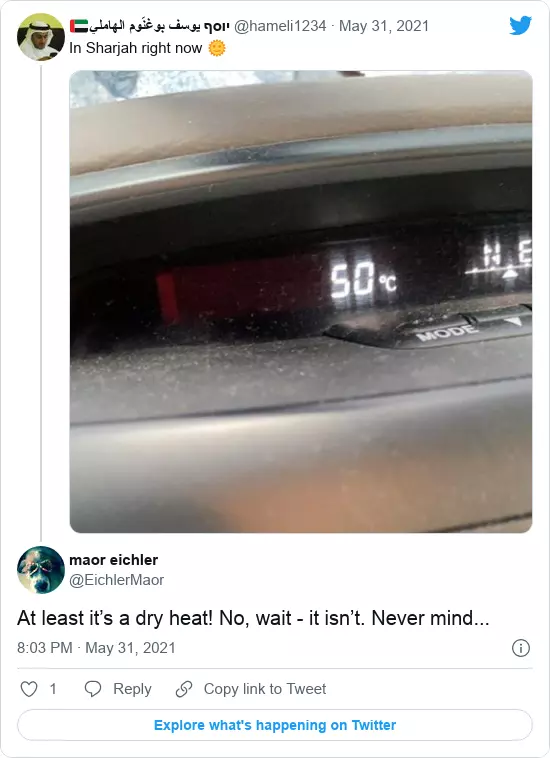 יוסף يوسف بوغنّوم الهاملي🇦🇪 @hameli1234 · May 31, 2021
In Sharjah right now 🌞
50°C
N E
MODE
maor eichler
@EichlerMaor
At least it’s a dry heat! No, wait - it isn’t. Never mind...
8:03 PM · May 31, 2021
1 Reply Copy link to Tweet
Explore what's happening on Twitter